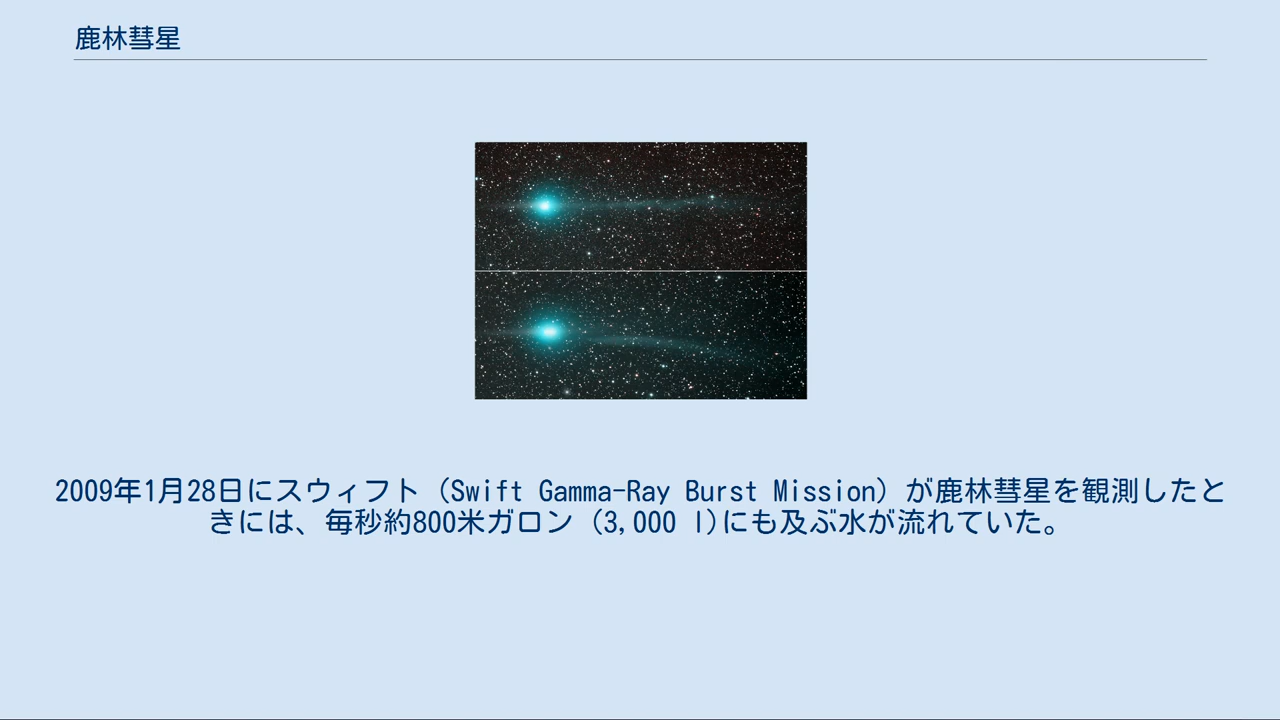 鹿林彗星
2009年1月28日にスウィフト (Swift Gamma-Ray Burst Mission) が鹿林彗星を観測したと
きには、毎秒約800米ガロン (3,000 l)にも及ぶ水が流れていた。